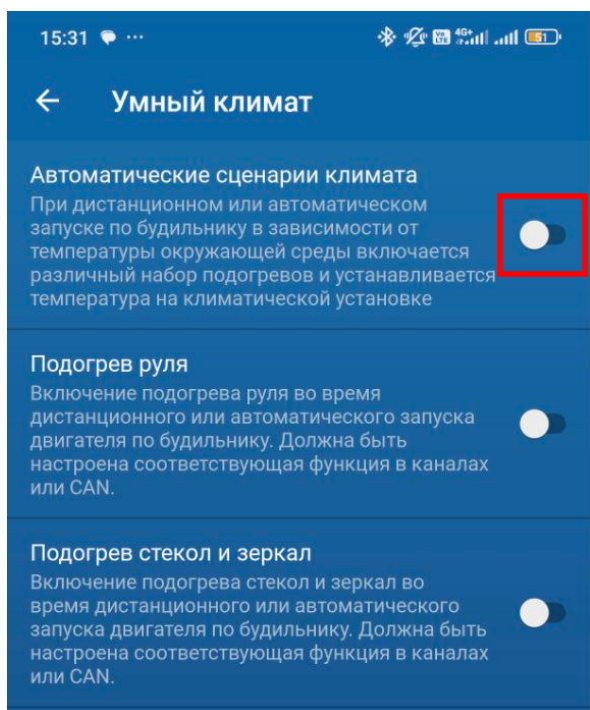 15:31
4G+
51
Умный климат
Автоматические сценарии климата
При дистанционном или автоматическом
запуске по будильнику в зависимости от
температуры окружающей среды включается
различный набор подогревов и устанавливается
температура на климатической установке
Подогрев руля
Включение подогрева руля во время
дистанционного или автоматического запуска
двигателя по будильнику. Должна быть
настроена соответствующая функция в каналах
или CAN.
Подогрев стекол и зеркал
Включение подогрева стекол и зеркал во
время дистанционного или автоматического
запуска двигателя по будильнику. Должна быть
настроена соответствующая функция в каналах
или CAN.